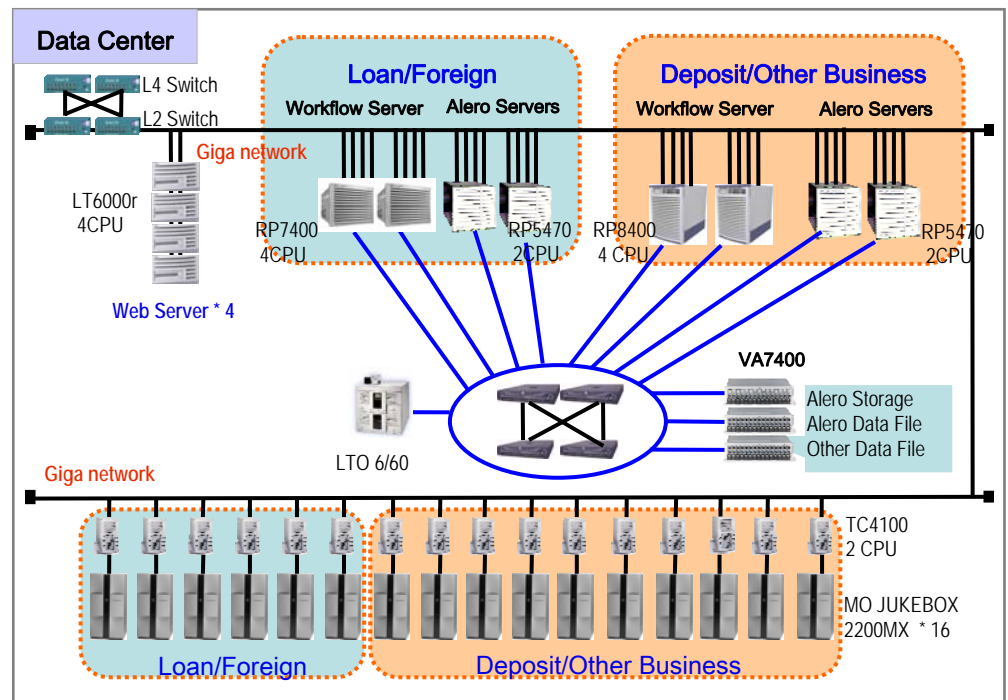 Data Center
L4 Switch
L2 Switch
Giga network
LT6000r
4CPU
Web Server * 4
Loan/Foreign
Workflow Server
Alero Servers
RP7400
4CPU
RP5470
2CPU
Deposit/Other Business
Workflow Server
Alero Servers
RP8400
4 CPU
RP5470
2CPU
VA7400
Alero Storage
Alero Data File
Other Data File
LTO 6/60
Giga network
TC4100
2 CPU
MO JUKEBOX
2200MX * 16
Loan/Foreign
Deposit/Other Business